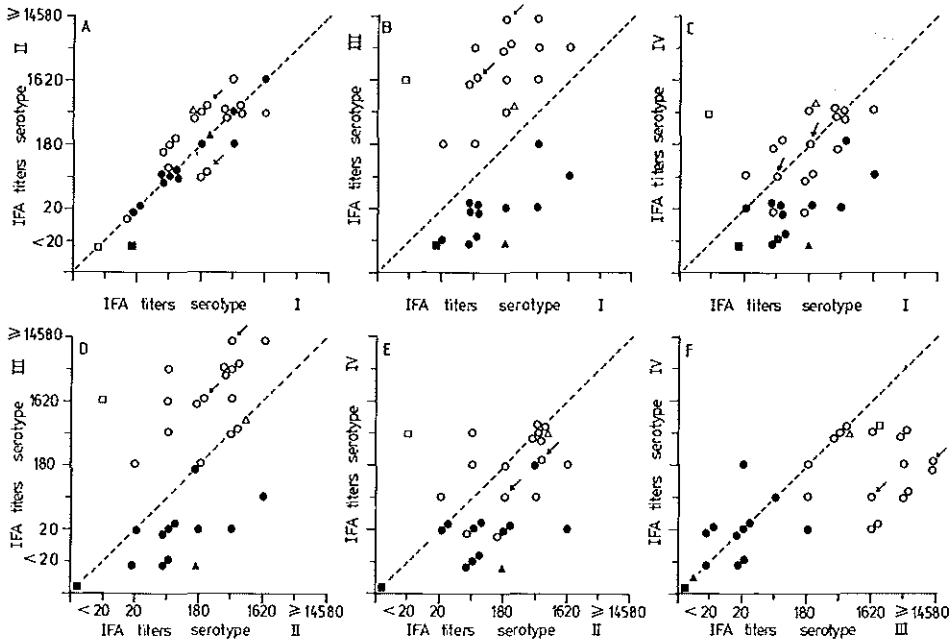 ⩾ 14580
II
1620
180
20
< 20
IFA titers serotype
A
IFA titers serotype I
III
B
IFA titers serotype I
IV
IFA titers serotype
C
IFA titers serotype I
⩾ 14580
III
1620
180
20
< 20
IFA titers serotype
D
< 20 20 180 1620 ⩾ 14580
IFA titers serotype II
IV
IFA titers serotype
E
< 20 20 180 1620 ⩾ 14580
IFA titers serotype II
IV
IFA titers serotype
F
< 20 20 180 1620 ⩾ 14580
IFA titers serotype III